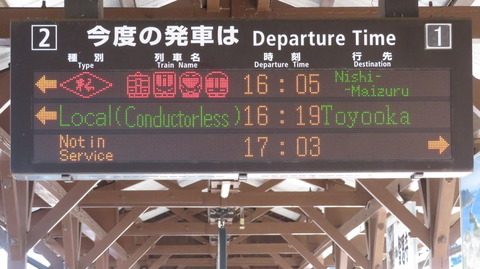 2 今度の発車は Departure Time 1
種別 列車名 時刻 行先
Type Train Name Departure Time Destination
16:05 Nishi-
-Maizuru
Local(Conductorless) 16:19 Toyooka
Not in
Service 17:03